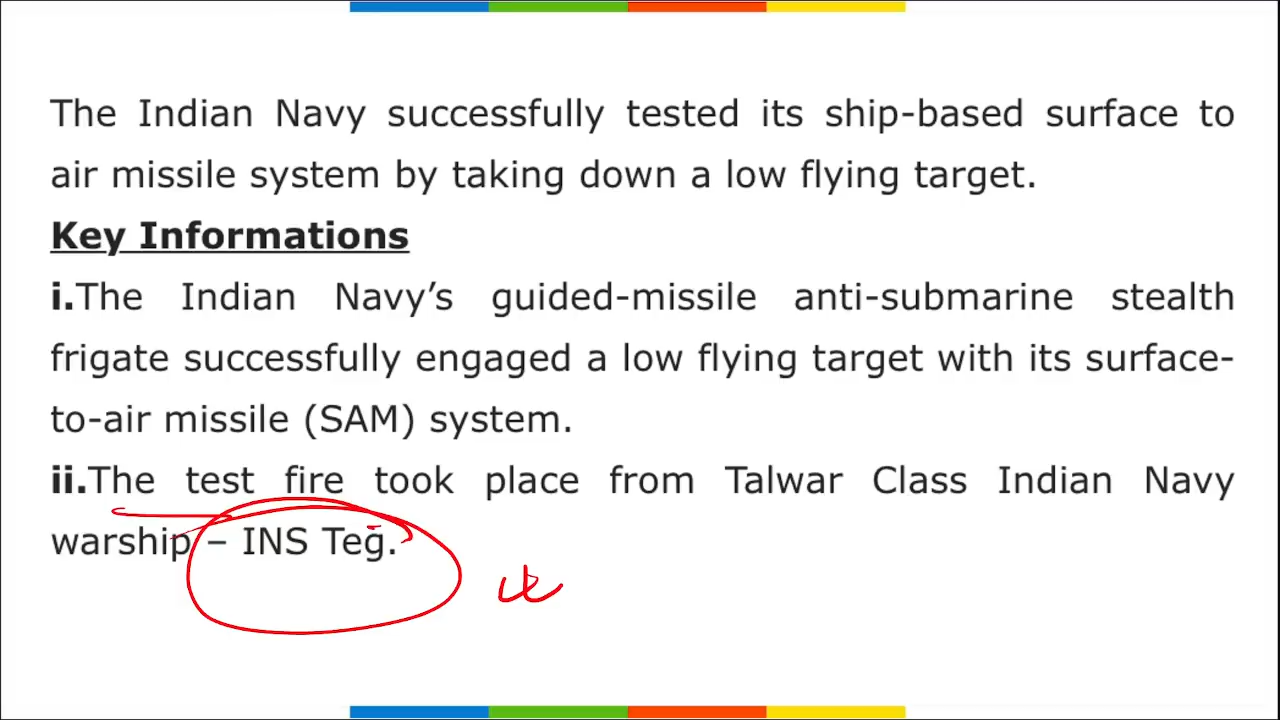 The Indian Navy successfully tested its ship-based surface to
air missile system by taking down a low flying target.
Key Informations
i.The Indian Navy’s guided-missile anti-submarine stealth
frigate successfully engaged a low flying target with its surface-
to-air missile (SAM) system.
ii.The test fire took place from Talwar Class Indian Navy
warship – INS Teg.